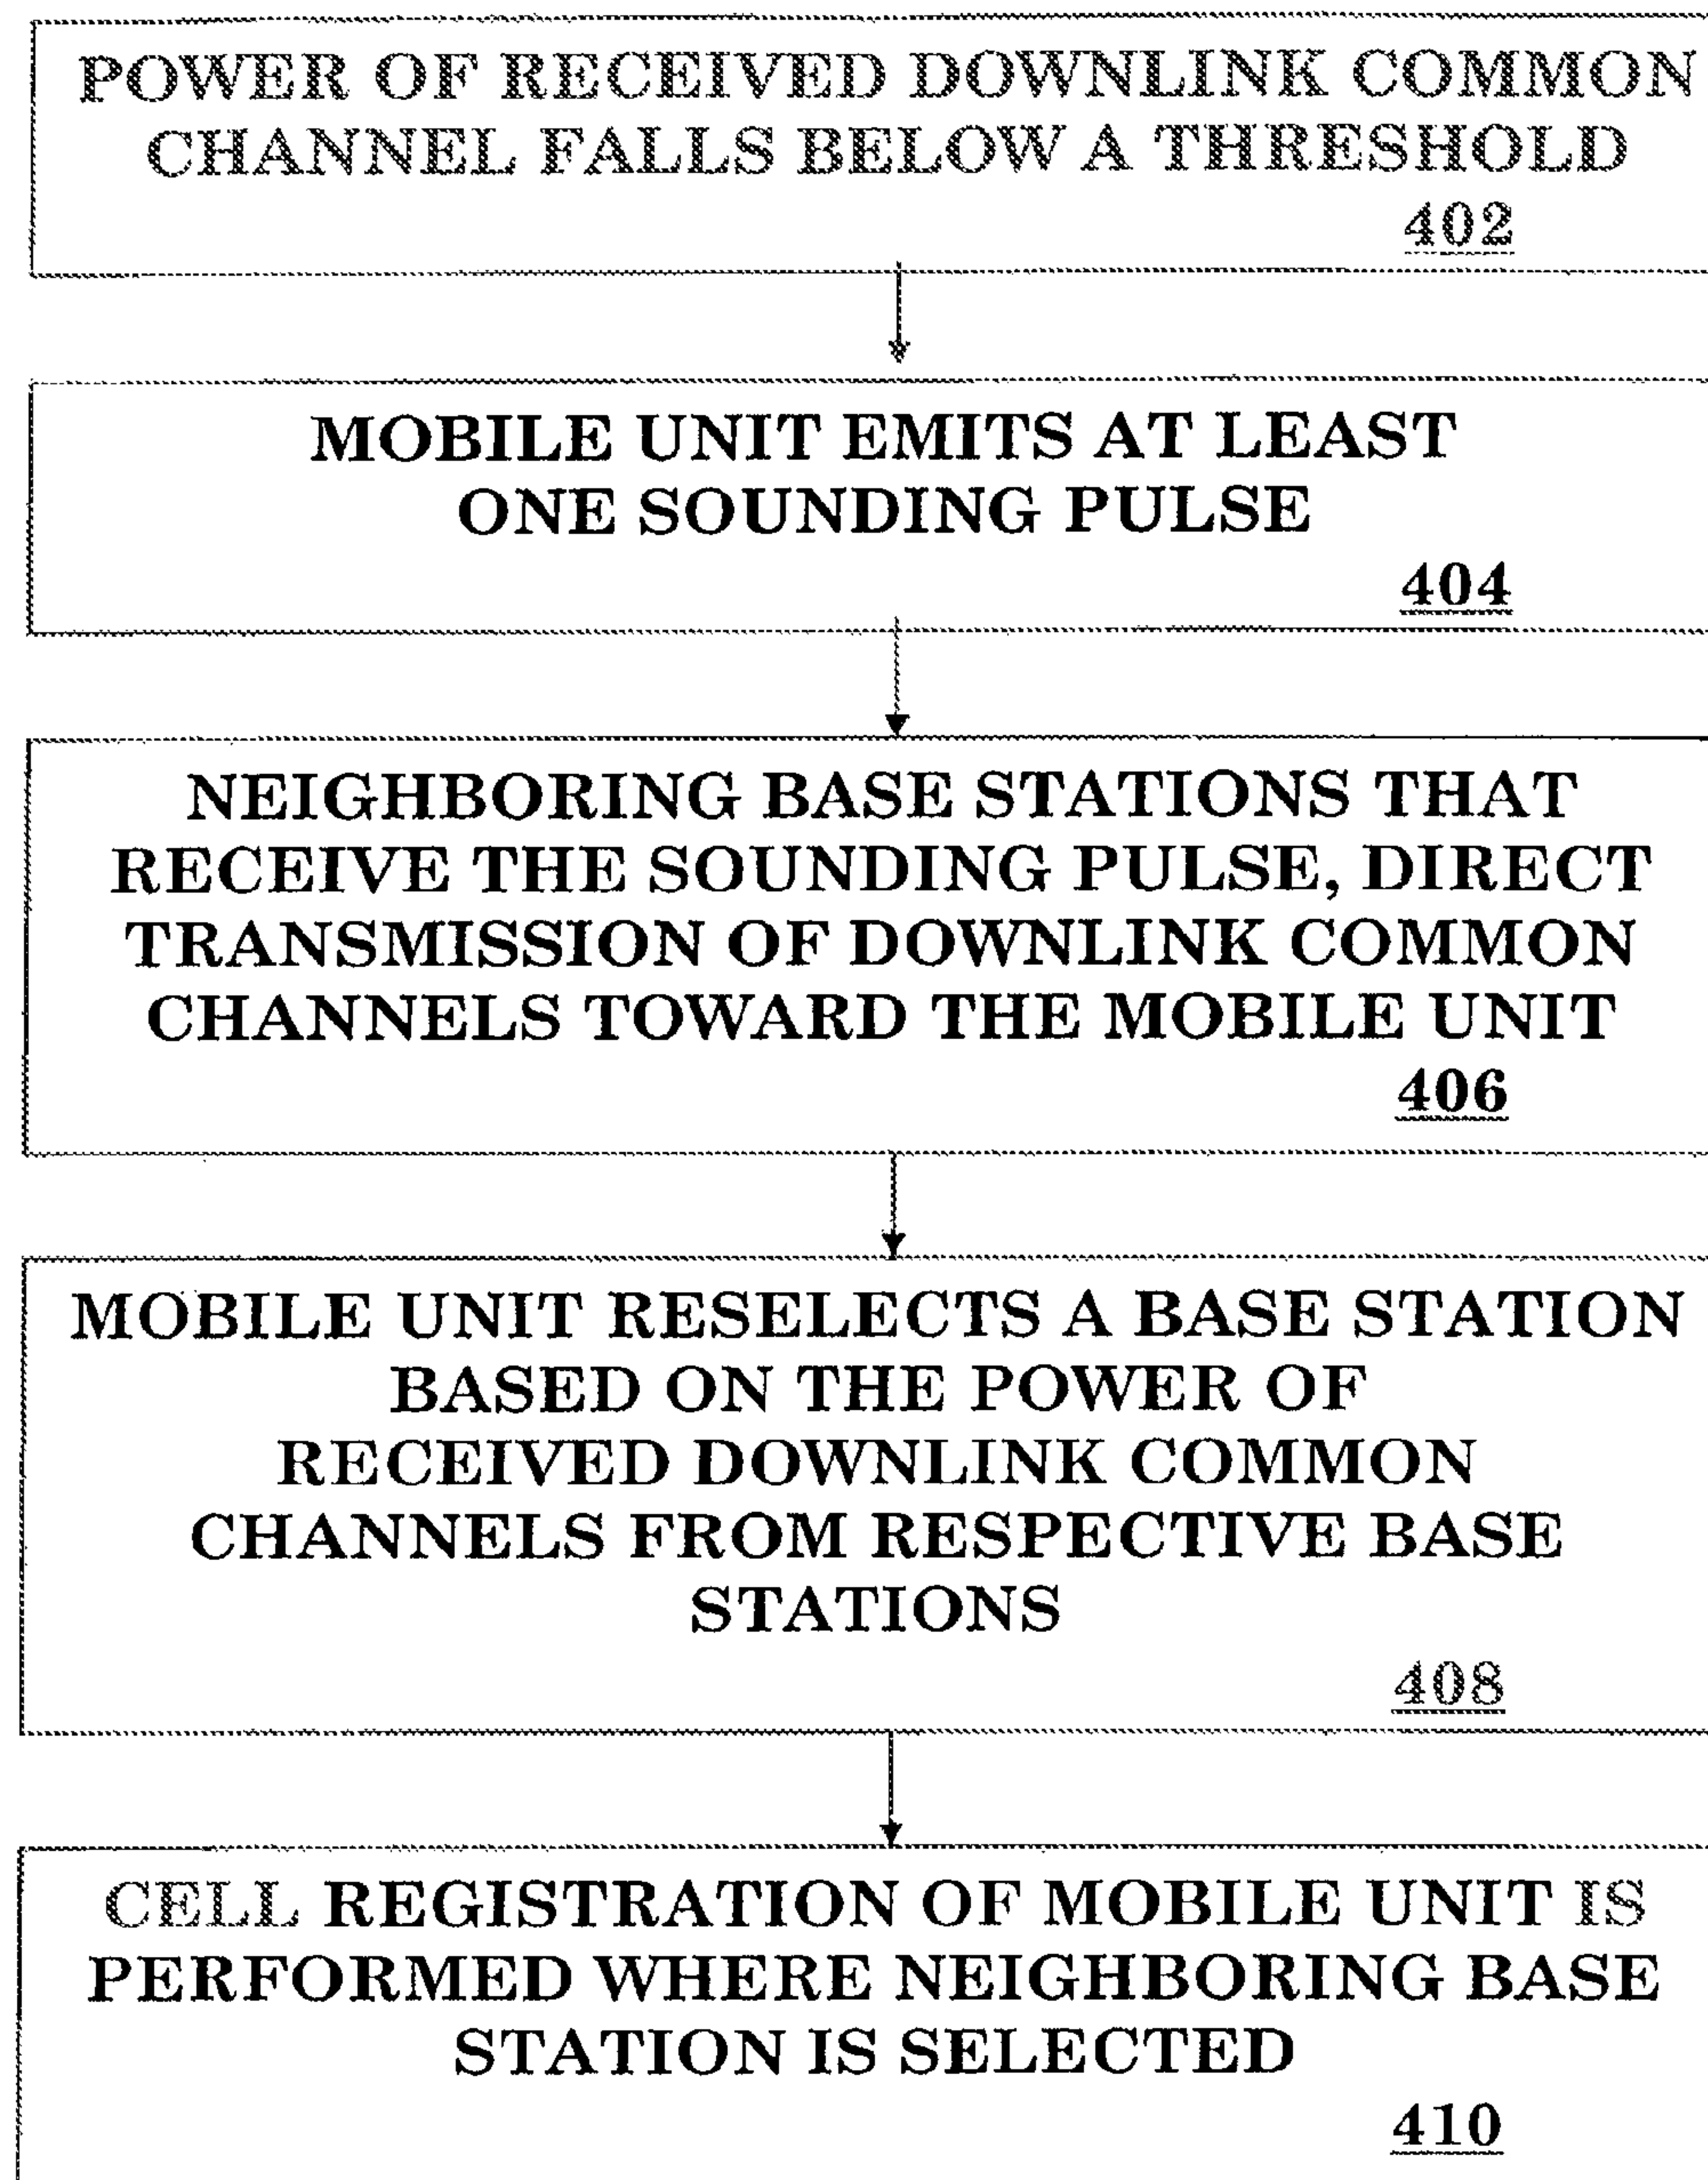 POWER OF RECEIVED DOWNLINK COMMON
CHANNEL FALLS BELOW A THRESHOLD
402
MOBILE UNIT EMITS AT LEAST
ONE SOUNDING PULSE
404
NEIGHBORING BASE STATIONS THAT
RECEIVE THE SOUNDING PULSE, DIRECT
TRANSMISSION OF DOWNLINK COMMON
CHANNELS TOWARD THE MOBILE UNIT
406
MOBILE UNIT RESELECTS A BASE STATION
BASED ON THE POWER OF
RECEIVED DOWNLINK COMMON
CHANNELS FROM RESPECTIVE BASE
STATIONS
408
CELL REGISTRATION OF MOBILE UNIT IS
PERFORMED WHERE NEIGHBORING BASE
STATION IS SELECTED
410